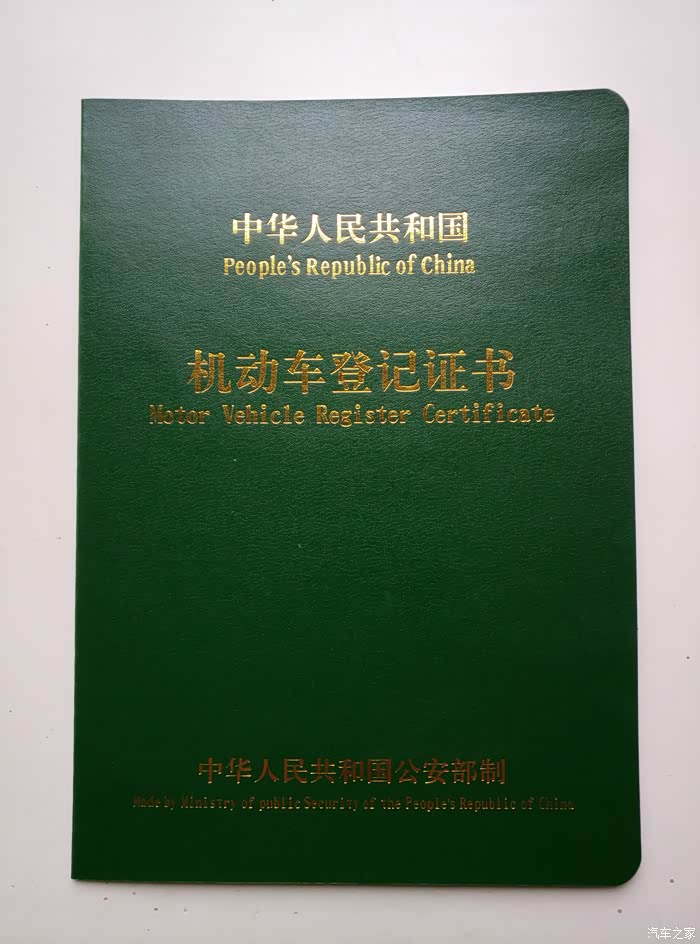 中华人民共和国
People's Republic of China
机动车登记证书
Motor Vehicle Register Certificate
中华人民共和国公安部制
Made by Ministry of public Security of the People's Republic of China
汽车之家